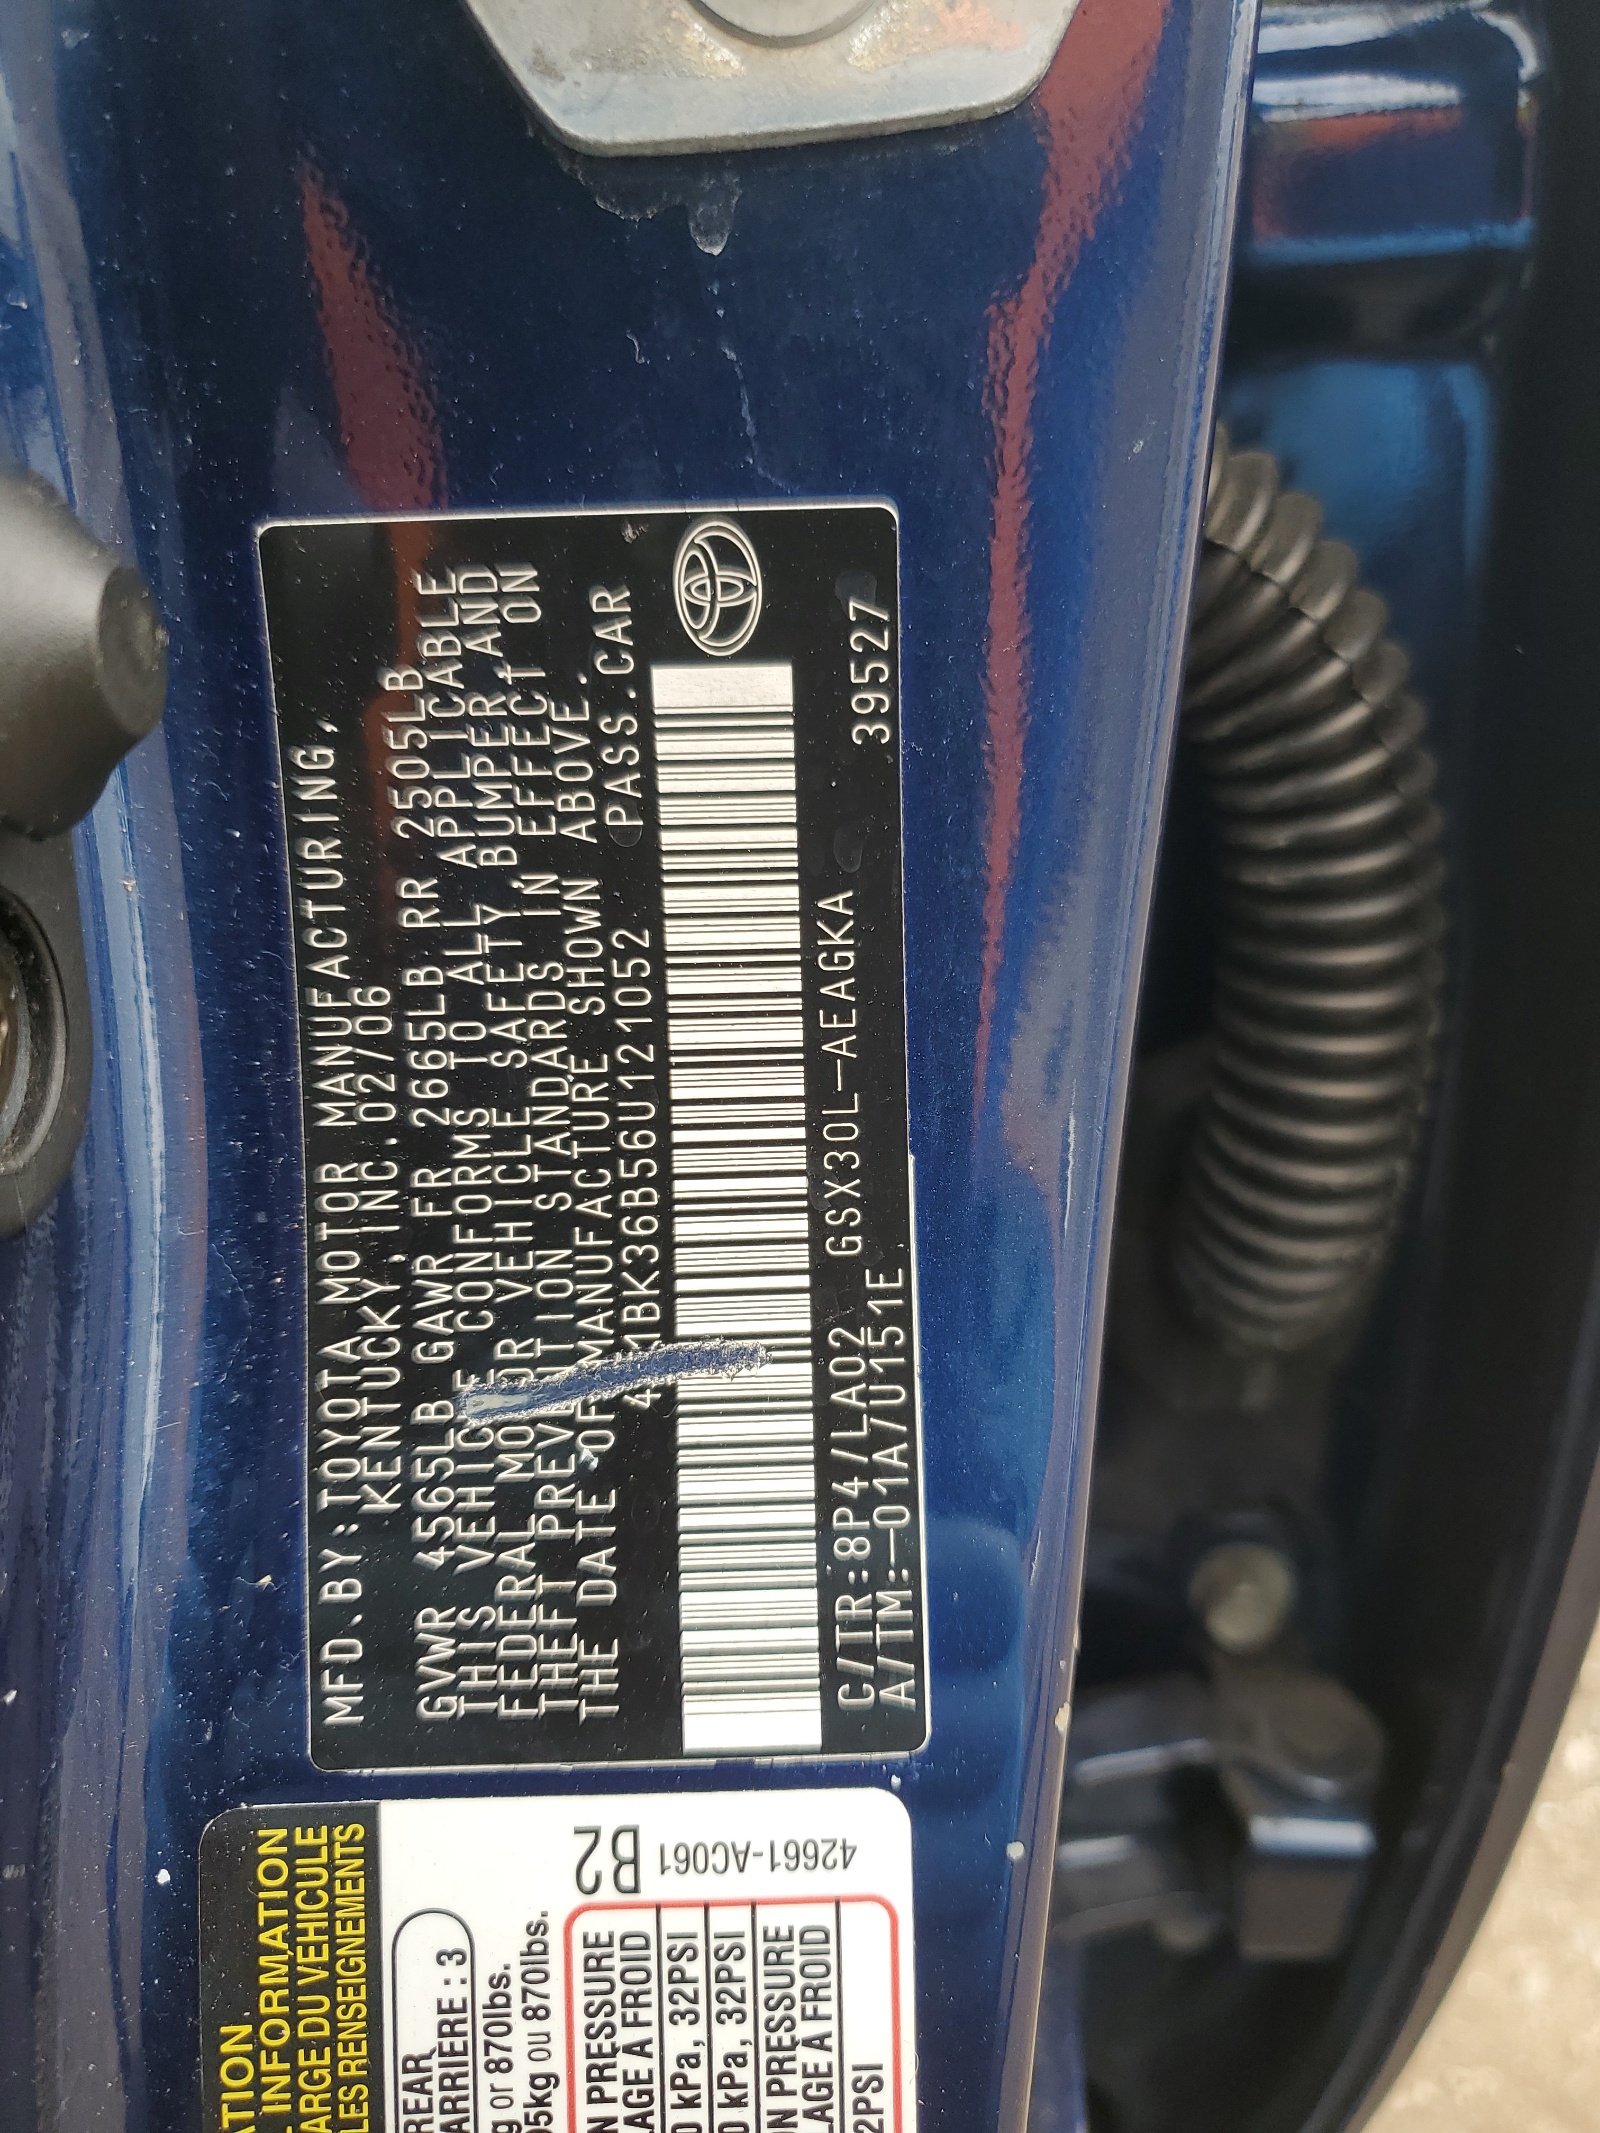 MFD.BY:TOYOTA MOTOR MANUFACTURING,
KENTUCKY, INC.02/06
GVWR 4565LB GAWR FR 2665LB RR 2505LB
THIS VEHICLE CONFORMS TO ALL APPLICABLE
FEDERAL MOTOR VEHICLE SAFETY, BUMPER, AND
THEFT PREVENTION STANDARDS IN EFFECT ON
THE DATE OF MANUFACTURE SHOWN ABOVE.
BK36B56U121052 PASS.CAR
C/TR:8P4/LA02 GSX30L-AEAGKA 39527
A/TM:-01A/U151E
INFORMATION
ARGE DU VEHICULE
LES RENSEIGNEMENTS
REAR
ARRIERE : 3
or 870lbs.
05kg ou 870lbs.
B2
42661-AC061
N PRESSURE
LAGE À FROID
0 kPa, 32PSI
0 kPa, 32PSI
ON PRESSURE
LAGE A FROID
2PSI